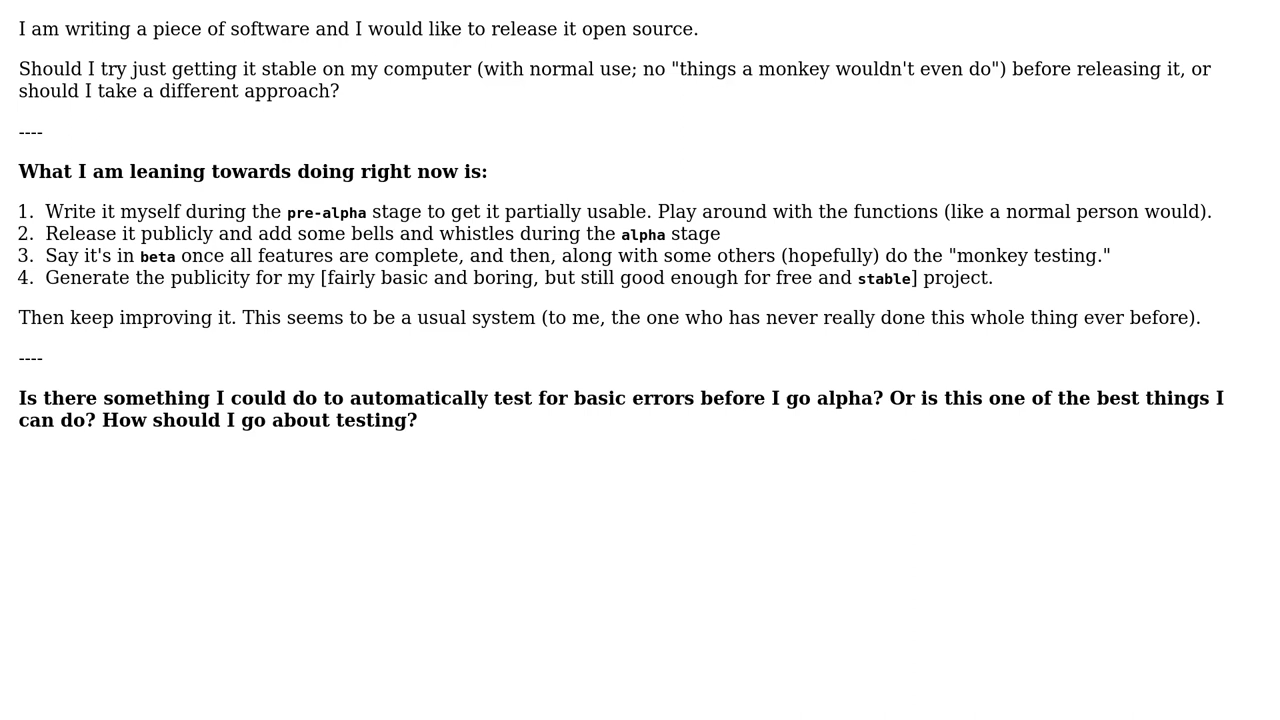 I am writing a piece of software and I would like to release it open source.
Should I try just getting it stable on my computer (with normal use; no "things a monkey wouldn't even do") before releasing it, or
should I take a different approach?
----
What I am leaning towards doing right now is:
1. Write it myself during the pre-alpha stage to get it partially usable. Play around with the functions (like a normal person would).
2. Release it publicly and add some bells and whistles during the alpha stage
3. Say it's in beta once all features are complete, and then, along with some others (hopefully) do the "monkey testing."
4. Generate the publicity for my [fairly basic and boring, but still good enough for free and stable] project.
Then keep improving it. This seems to be a usual system (to me, the one who has never really done this whole thing ever before).
----
Is there something I could do to automatically test for basic errors before I go alpha? Or is this one of the best things I
can do? How should I go about testing?